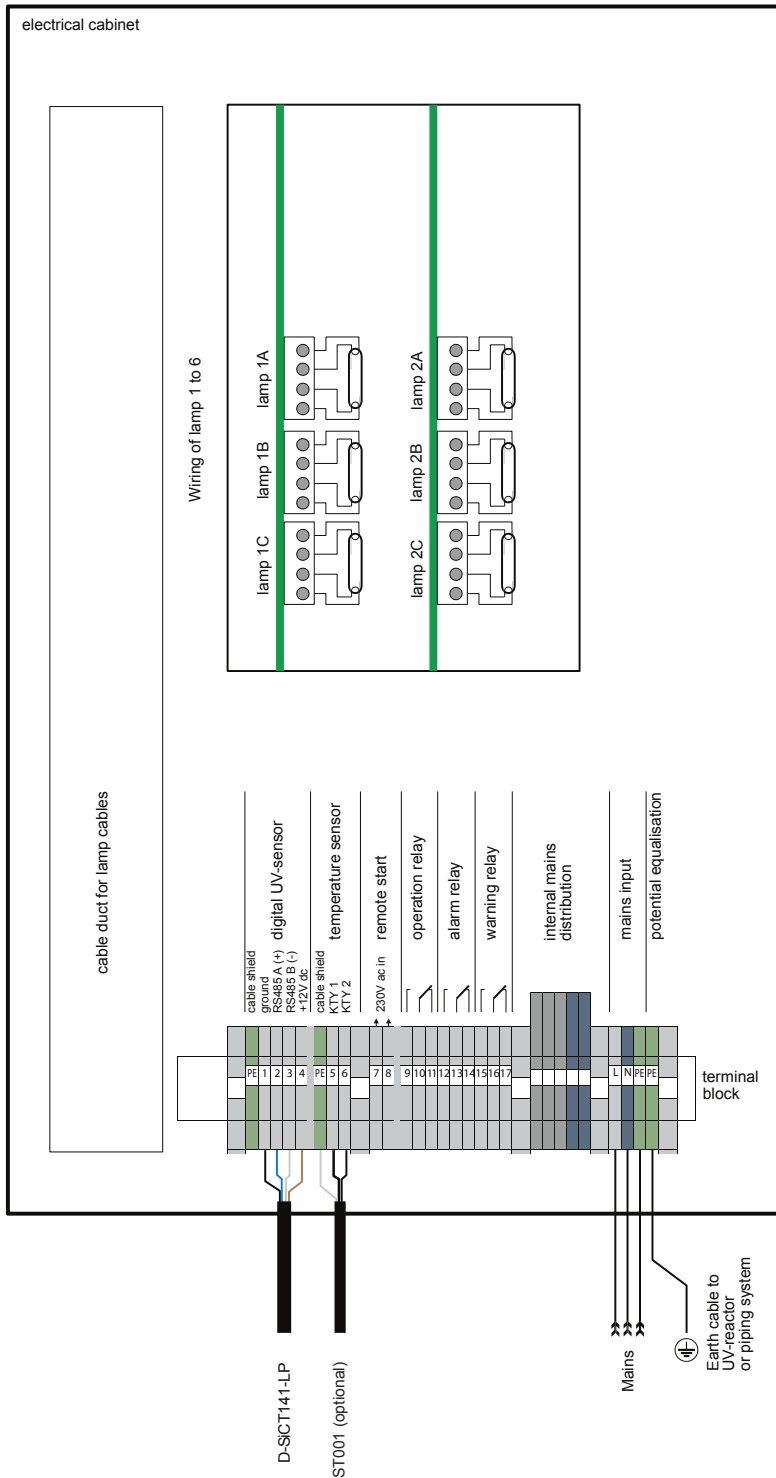 electrical cabinet
cable duct for lamp cables
Wiring of lamp 1 to 6
lamp 1A
lamp 1B
lamp 1C
lamp 2A
lamp 2B
lamp 2C
digital UV-sensor
cable shield
ground
RS485 A (+)
RS485 B (-)
+12V dc
temperature sensor
cable shield
KTY 1
KTY 2
remote start
230V ac in
operation relay
alarm relay
warning relay
internal mains
distribution
mains input
potential equalisation
PE 1 2 3 4 PE 5 6 7 8 9 10 11 12 13 14 15 16 17 L N PE PE
terminal
block
D-SiCT141-LP
ST001 (optional)
Mains
Earth cable to
UV-reactor
or piping system